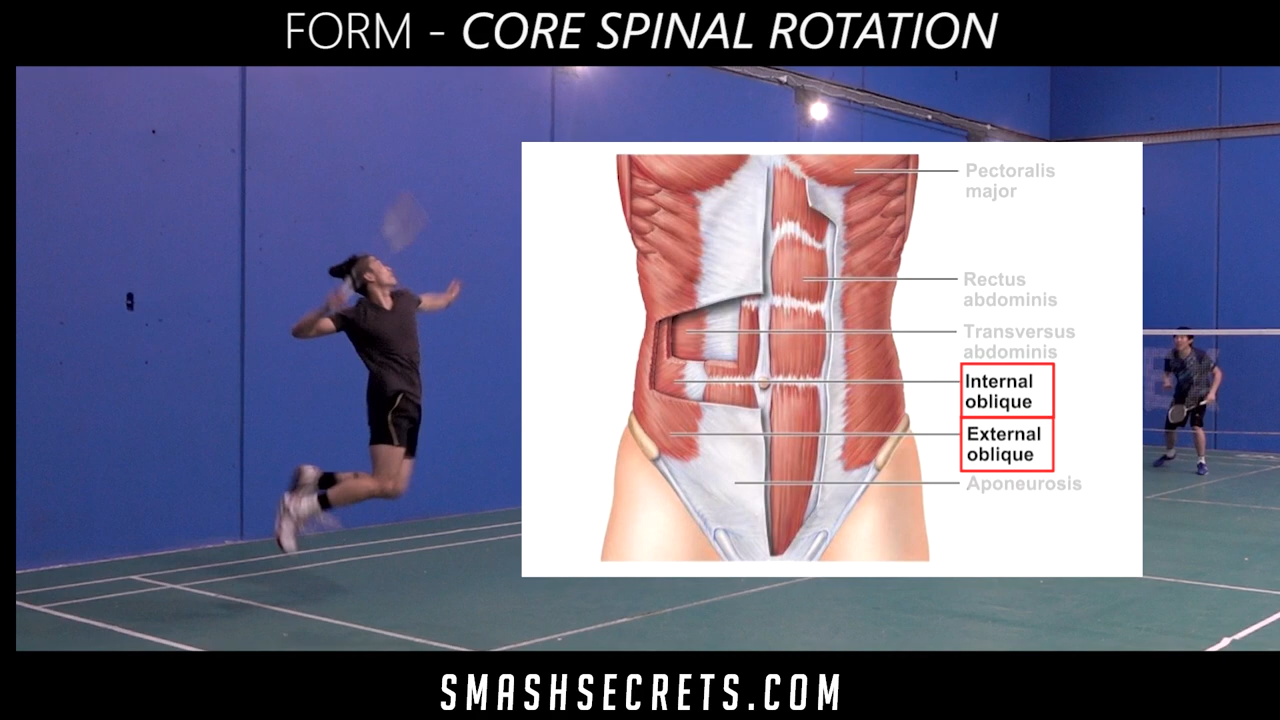 FORM - CORE SPINAL ROTATION
Pectoralis
major
Rectus
abdominis
Transversus
abdominis
Internal
oblique
External
oblique
Aponeurosis
SMASHSECRETS.COM